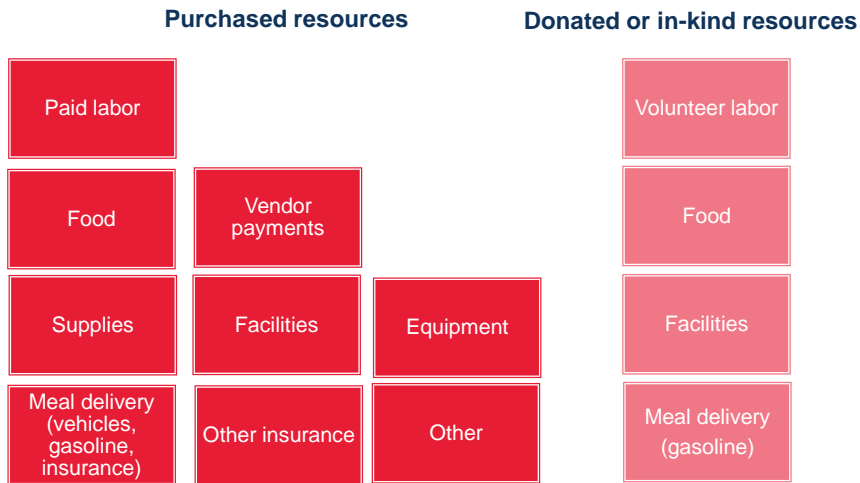 Purchased resources
Donated or in-kind resources
Paid labor
Volunteer labor
Food
Vendor
payments
Food
Supplies
Facilities
Equipment
Facilities
Meal delivery
(vehicles,
gasoline,
insurance)
Other insurance
Other
Meal delivery
(gasoline)